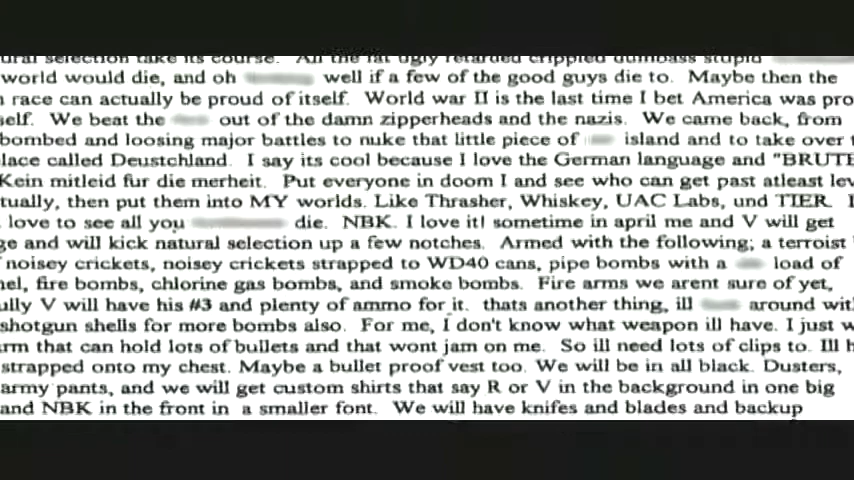 ural selection take its course. All the fat ugly retarded crippled dumbass stupid
world would die, and oh well if a few of the good guys die to. Maybe then the
race can actually be proud of itself. World war II is the last time I bet America was pro
self. We beat the out of the damn zipperheads and the nazis. We came back, from
bombed and loosing major battles to nuke that little piece of island and to take over t
lace called Deustchland. I say its cool because I love the German language and "BRUTE
Kein mitleid fur die merheit. Put everyone in doom I and see who can get past atleast lev
tually, then put them into MY worlds. Like Thrasher, Whiskey, UAC Labs, und TIER. I
love to see all you die. NBK. I love it! sometime in april me and V will get
ge and will kick natural selection up a few notches. Armed with the following; a terroist
noisey crickets, noisey crickets strapped to WD40 cans, pipe bombs with a load of
nel, fire bombs, chlorine gas bombs, and smoke bombs. Fire arms we arent sure of yet,
ully V will have his #3 and plenty of ammo for it. thats another thing, ill around wit
shotgun shells for more bombs also. For me, I don't know what weapon ill have. I just w
rm that can hold lots of bullets and that wont jam on me. So ill need lots of clips to. Ill h
strapped onto my chest. Maybe a bullet proof vest too. We will be in all black. Dusters,
army pants, and we will get custom shirts that say R or V in the background in one big
and NBK in the front in a smaller font. We will have knifes and blades and backup